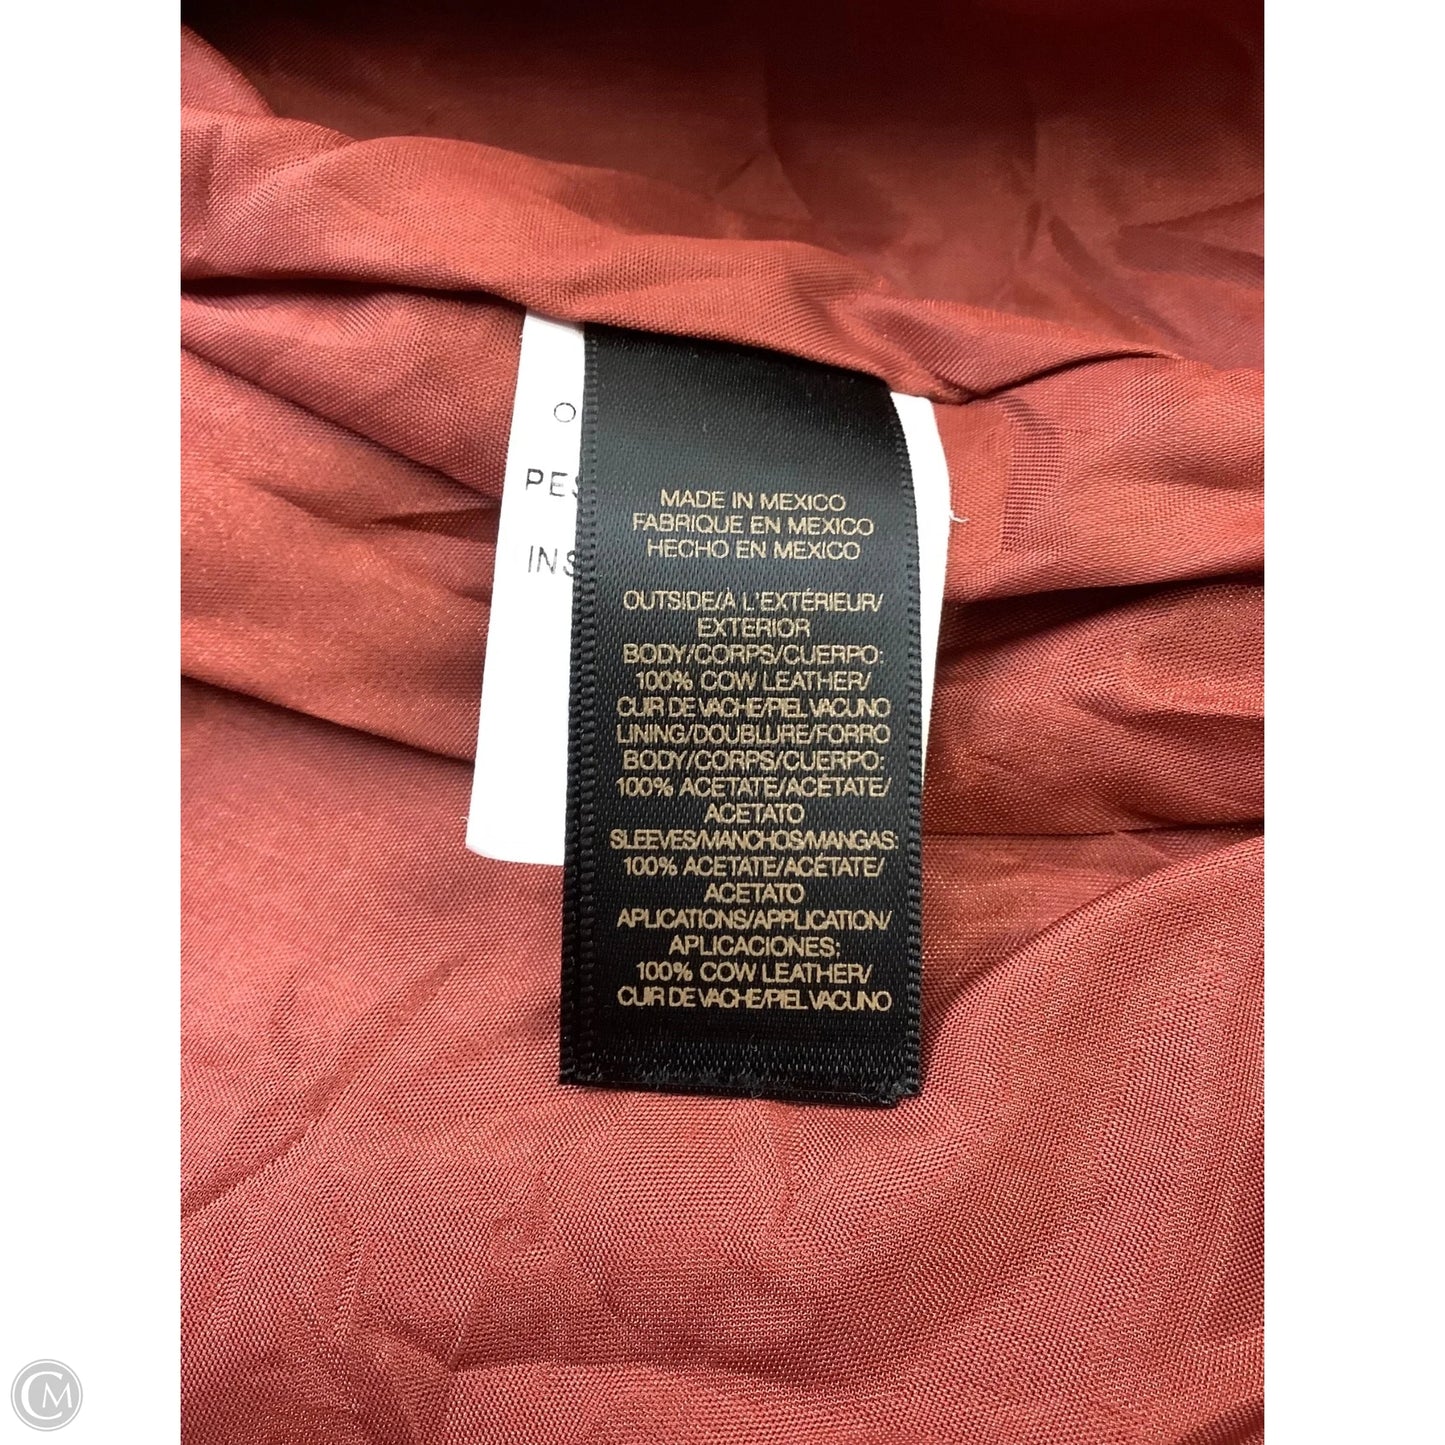 O
MADE IN MEXICO
FABRIQUE EN MEXICO
HECHO EN MEXICO
OUTSIDE/À L'EXTÉRIEUR/
EXTERIOR
BODY/CORPS/CUERPO:
100% COW LEATHER/
CUIR DE VACHE/PIEL VACUNO
LINING/DOUBLURE/FORRO
BODY/CORPS/CUERPO:
100% ACETATE/ACÉTATE/
ACETATO
SLEEVES/MANCHOS/MANGAS:
100% ACETATE/ACÉTATE/
ACETATO
APLICATIONS/APPLICATION/
APLICACIONES:
100% COW LEATHER/
CUIR DE VACHE/PIEL VACUNO
CM